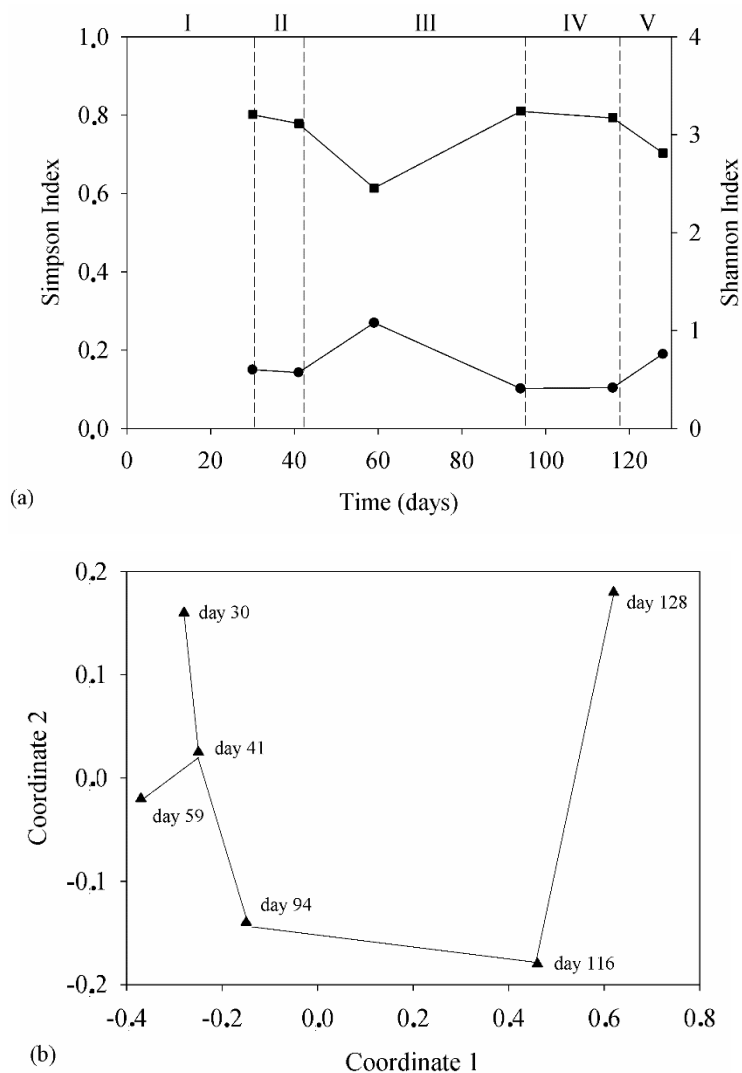 I II III IV V
1.0 4
0.8
3
0.6
2
0.4
1
0.2
0.0 0
0 20 40 60 80 100 120
Simpson Index
Shannon Index
Time (days)
(a)
0.2
0.1
0.0
-0.1
-0.2
Coordinate 2
day 30
day 128
day 41
day 59
day 94
day 116
-0.4 -0.2 0.0 0.2 0.4 0.6 0.8
(b)
Coordinate 1